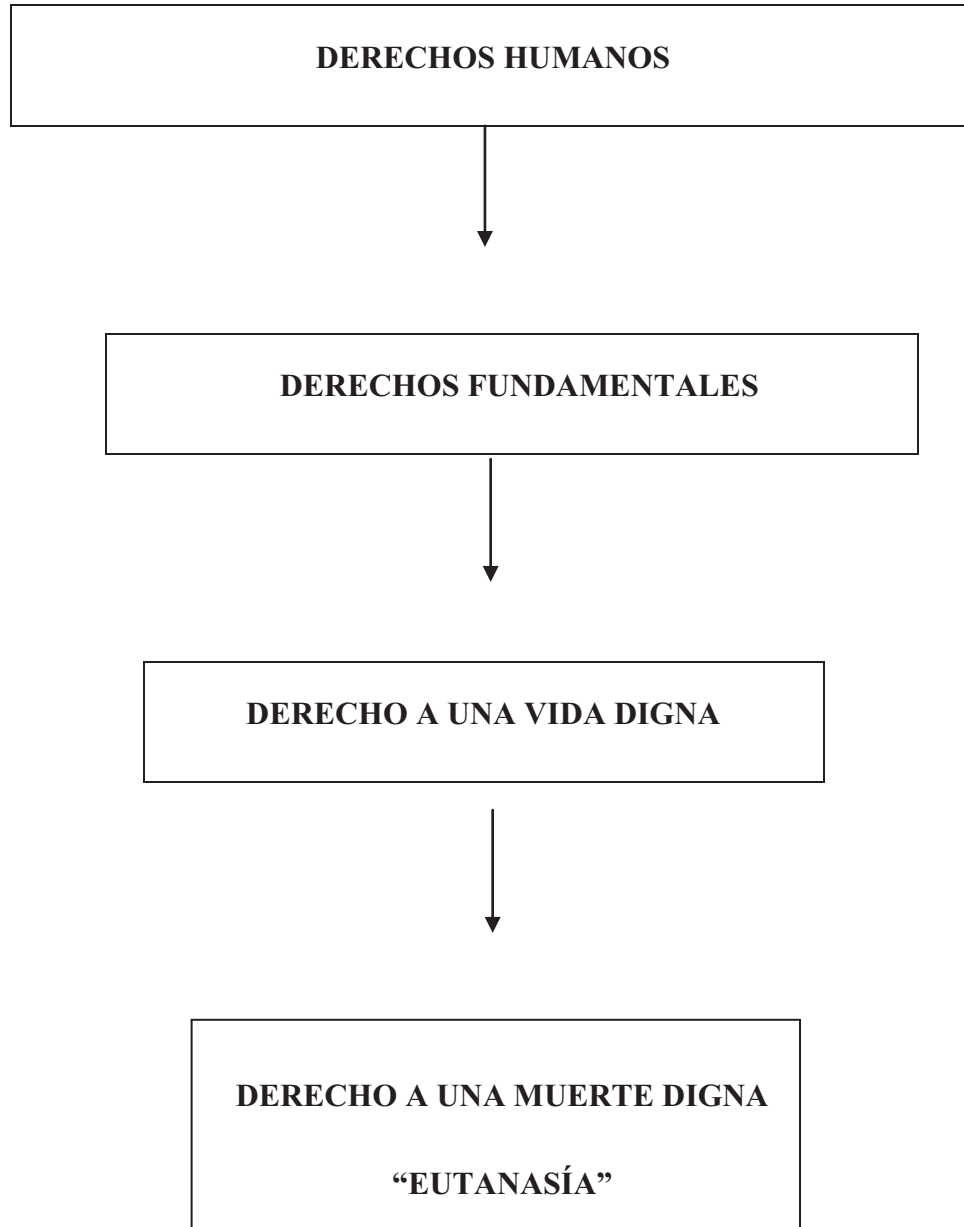 DERECHOS HUMANOS
DERECHOS FUNDAMENTALES
DERECHO A UNA VIDA DIGNA
DERECHO A UNA MUERTE DIGNA
“EUTANASÍA”